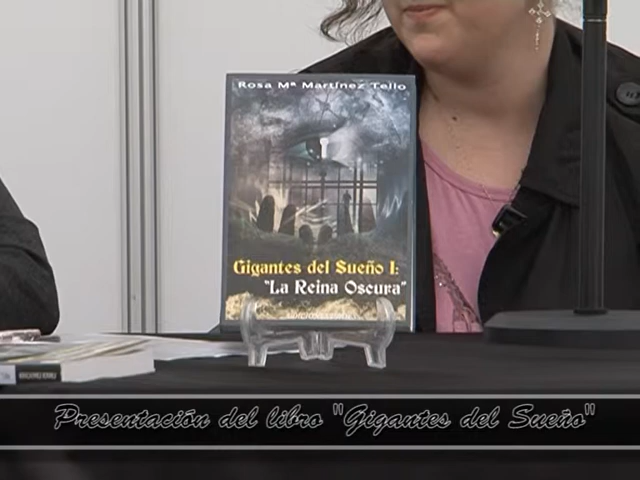 Rosa Mª Martínez Tello
Gigantes del Sueño I:
"La Reina Oscura"
Presentación del libro "Gigantes del Sueño"